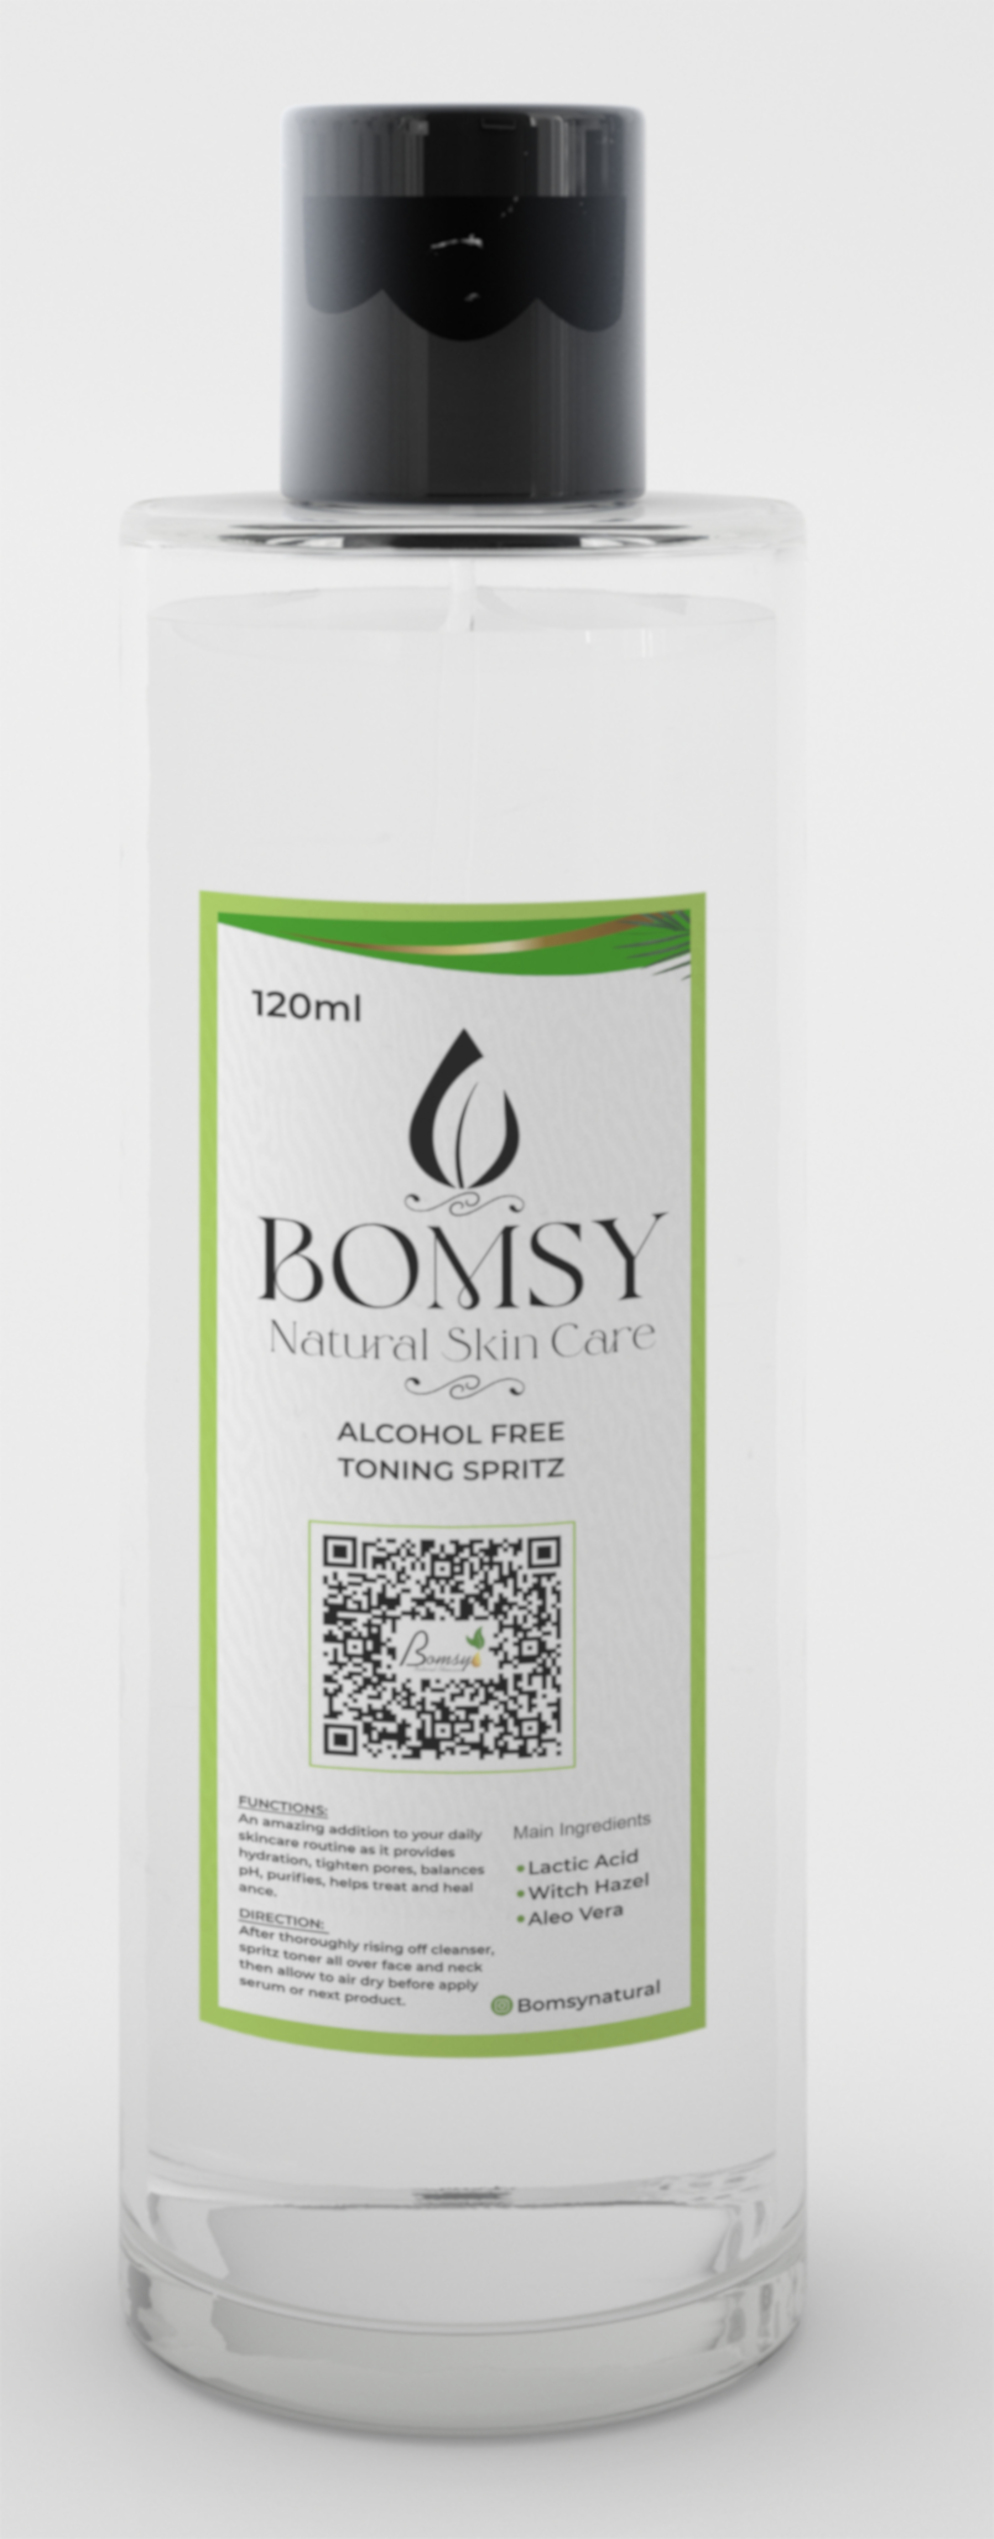 120ml
BOMSY
Natural Skin Care
ALCOHOL FREE
TONING SPRITZ
Bomsy
FUNCTIONS:
An amazing addition to your daily
skincare routine as it provides
hydration, tighten pores, balances
pH, purifies, helps treat and heal
ance.
DIRECTION:
After thoroughly rising off cleanser,
spritz toner all over face and neck
then allow to air dry before apply
serum or next product.
Main Ingredients
•Lactic Acid
•Witch Hazel
•Aleo Vera
Bomsynatural